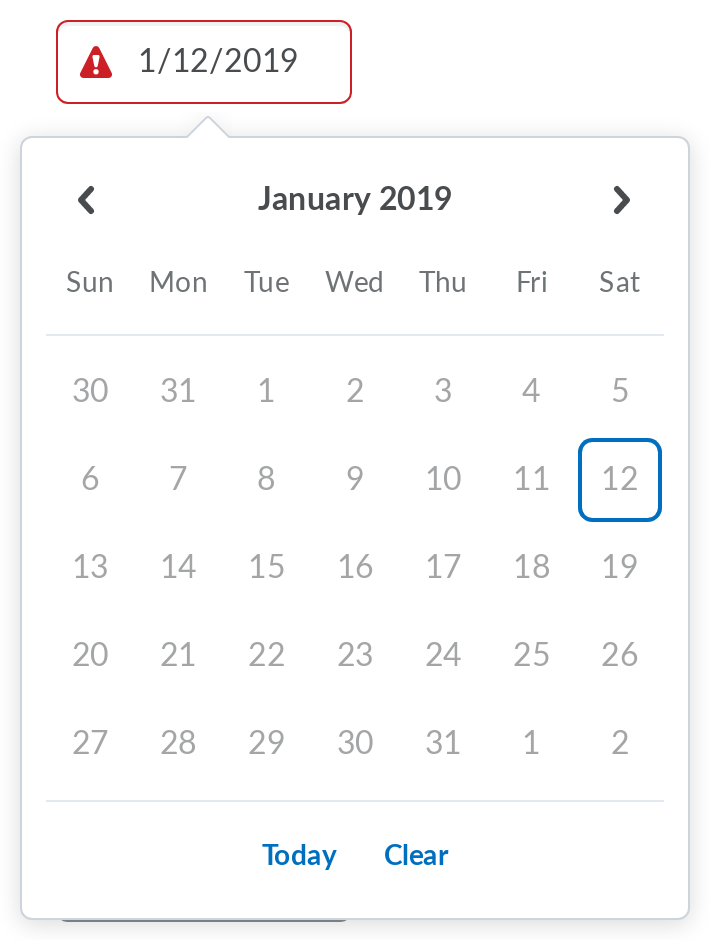 1/12/2019
January 2019
Sun Mon Tue Wed Thu Fri Sat
30 31 1 2 3 4 5
6 7 8 9 10 11 12
13 14 15 16 17 18 19
20 21 22 23 24 25 26
27 28 29 30 31 1 2
Today Clear